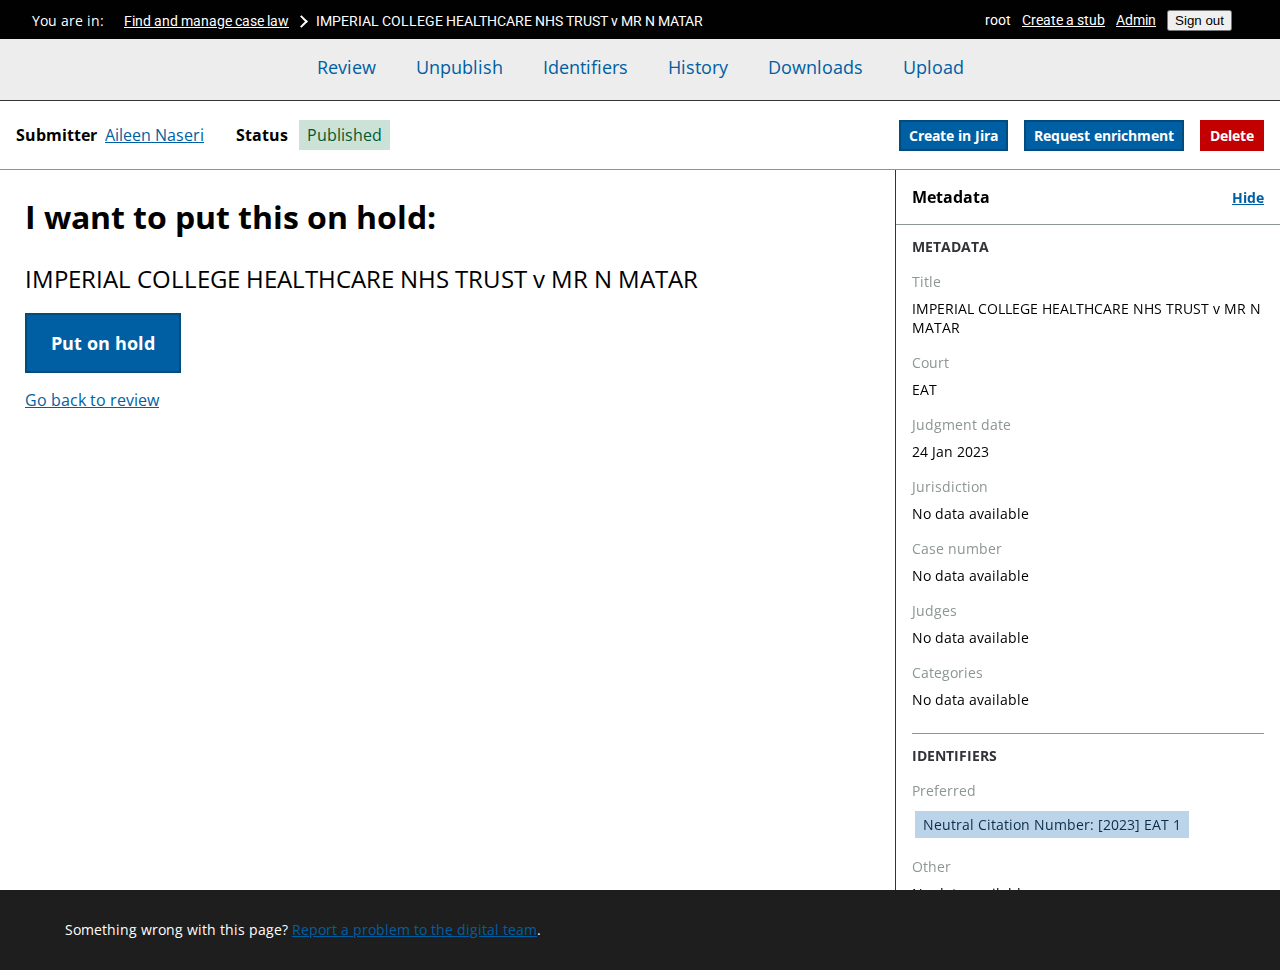 You are in: Find and manage case law IMPERIAL COLLEGE HEALTHCARE NHS TRUST v MR N MATAR root Create a stub Admin Sign out
Review Unpublish Identifiers History Downloads Upload
Submitter Aileen Naseri Status Published Create in Jira Request enrichment Delete
I want to put this on hold:
IMPERIAL COLLEGE HEALTHCARE NHS TRUST v MR N MATAR
Put on hold
Go back to review
Metadata Hide
METADATA
Title
IMPERIAL COLLEGE HEALTHCARE NHS TRUST v MR N
MATAR
Court
EAT
Judgment date
24 Jan 2023
Jurisdiction
No data available
Case number
No data available
Judges
No data available
Categories
No data available
IDENTIFIERS
Preferred
Neutral Citation Number: [2023] EAT 1
Other
Something wrong with this page? Report a problem to the digital team.